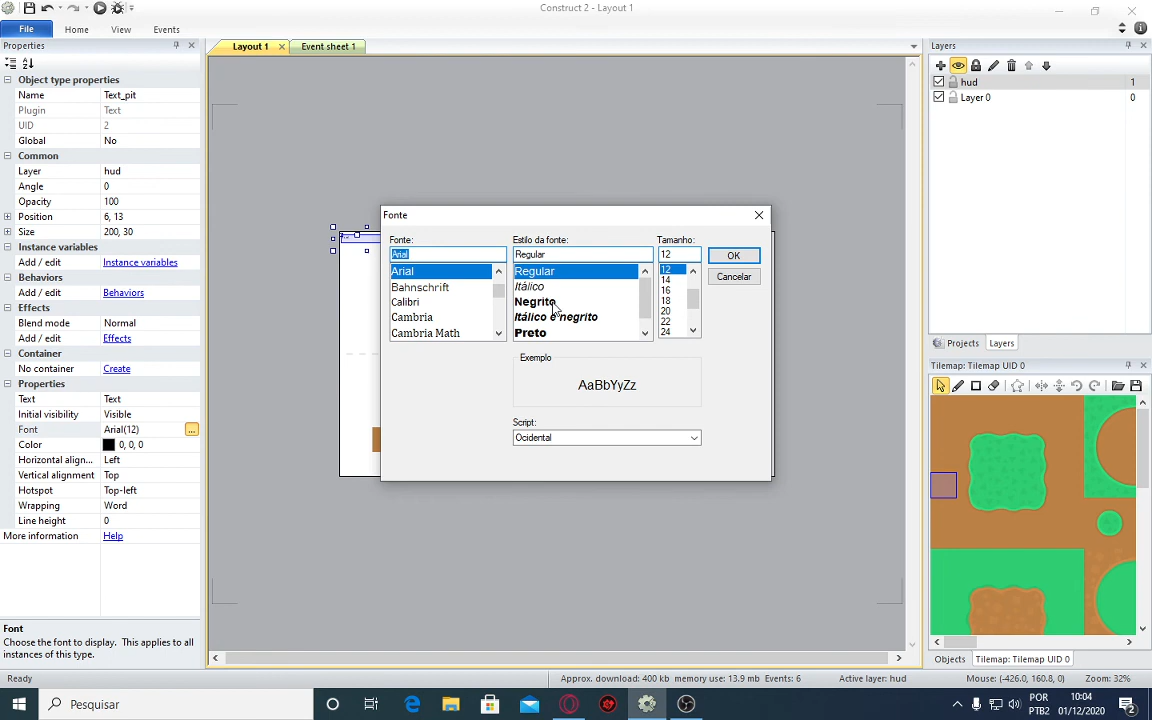 Construct 2 - Layout 1
File
Home
View
Events
Properties
Layout 1
Event sheet 1
Layers
Object type properties
Name Text_pit
Plugin Text
UID 2
Global No
Common
Layer hud
Angle 0
Opacity 100
Position 6, 13
Size 200, 30
Instance variables
Add / edit Instance variables
Behaviors
Add / edit Behaviors
Effects
Blend mode Normal
Add / edit Effects
Container
No container Create
Properties
Text Text
Initial visibility Visible
Font Arial(12) ...
Color 0, 0, 0
Horizontal align... Left
Vertical alignment Top
Hotspot Top-left
Wrapping Word
Line height 0
More information Help
Font
Choose the font to display. This applies to all
instances of this type.
Fonte
Fonte:
Arial
Arial
Bahnschrift
Calibri
Cambria
Cambria Math
Estilo da fonte:
Regular
Regular
Itálico
Negrito
Itálico e negrito
Preto
Tamanho:
12
12
14
16
18
20
22
24
OK
Cancelar
Exemplo
AaBbYyZz
Script:
Ocidental
hud 1
Layer 0 0
Projects
Layers
Tilemap: Tilemap UID 0
Objects
Tilemap: Tilemap UID 0
Ready
Approx. download: 400 kb memory use: 13.9 mb Events: 6
Active layer: hud
Mouse: (-426.0, 160.8, 0)
Zoom: 32%
Pesquisar
POR
PTB2
10:04
01/12/2020
2